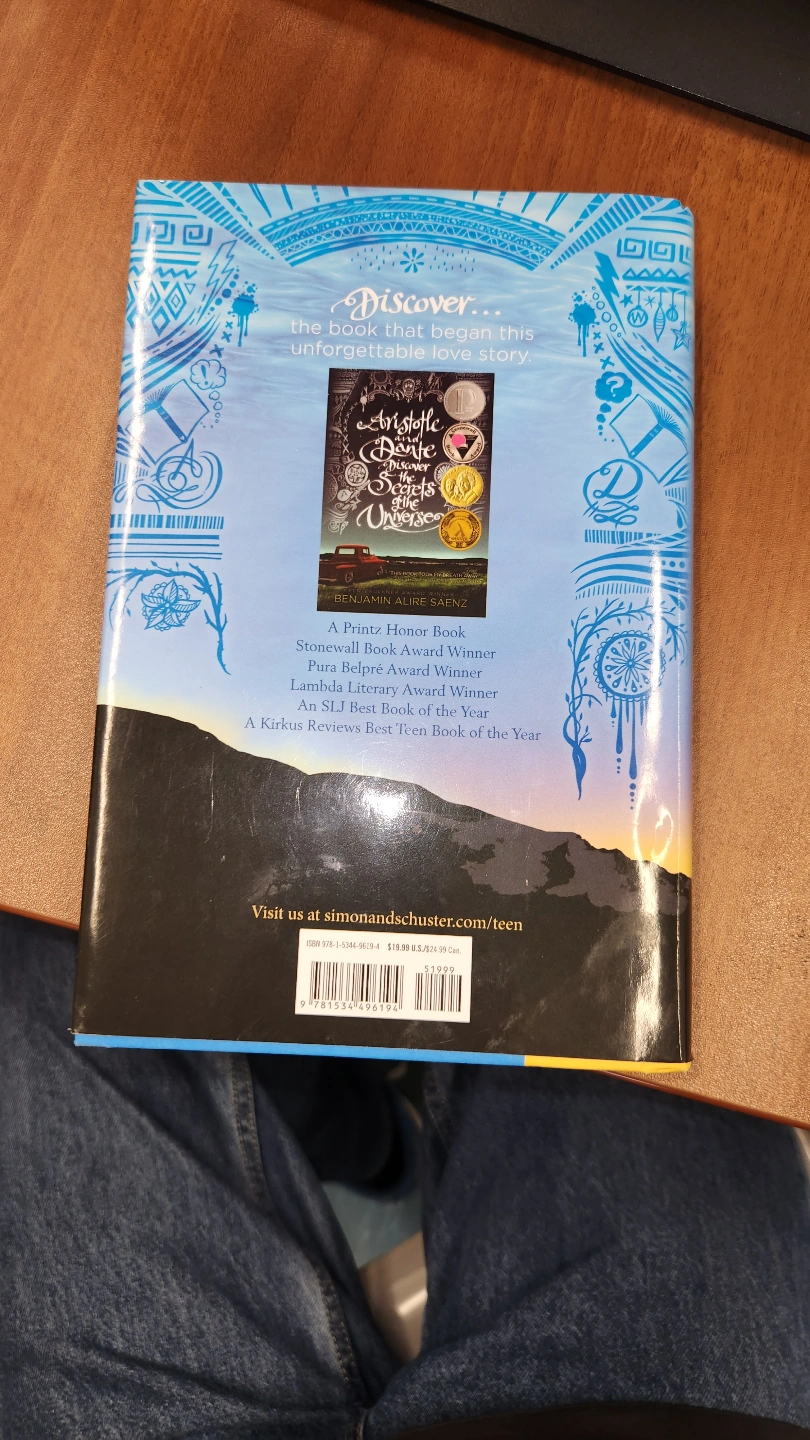 Discover...
the book that began this
unforgettable love story.
Aristotle
and
Dante
Discover
the
Secrets
of the
Universe
BENJAMIN ALIRE SÁENZ
A Printz Honor Book
Stonewall Book Award Winner
Pura Belpré Award Winner
Lambda Literary Award Winner
An SLJ Best Book of the Year
A Kirkus Reviews Best Teen Book of the Year
Visit us at simonandschuster.com/teen
ISBN 978-1-5344-9619-4 $19.99 U.S./$24.99 Can.
51999
9 781534 496194